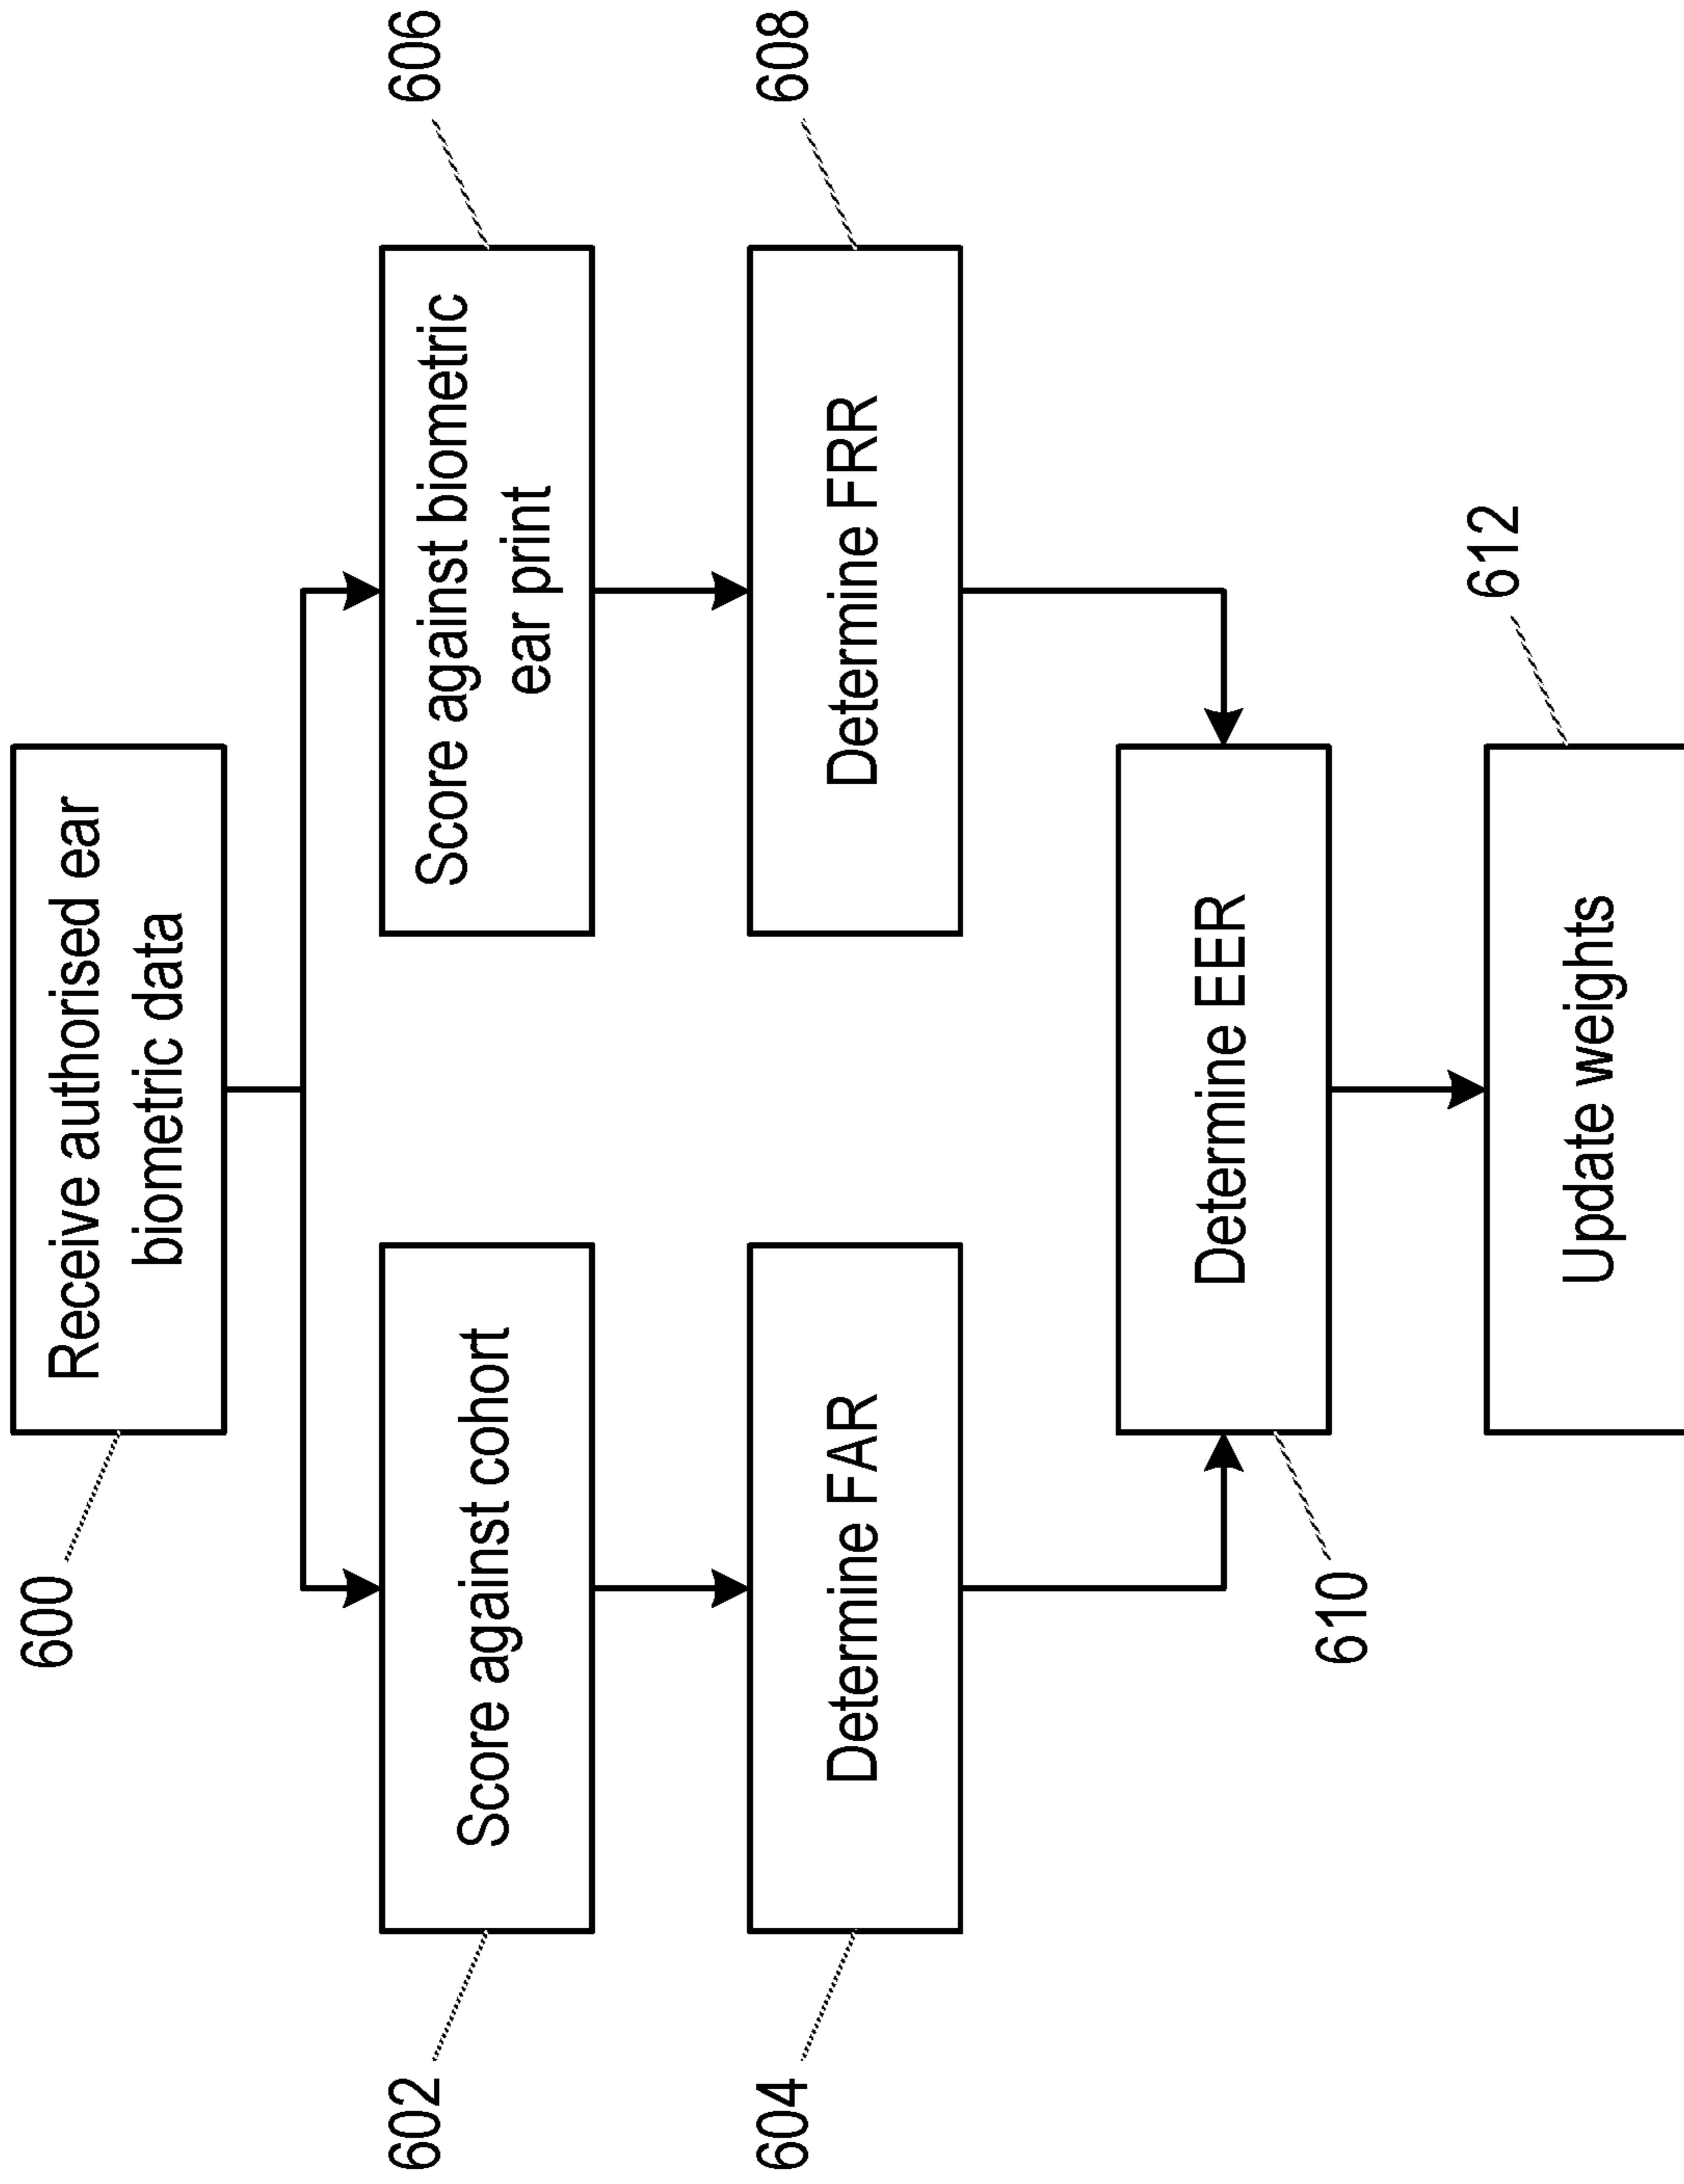 600
Receive authorised ear
biometric data
602
Score against cohort
604
Determine FAR
606
Score against biometric
ear print
608
Determine FRR
610
Determine EER
612
Update weights